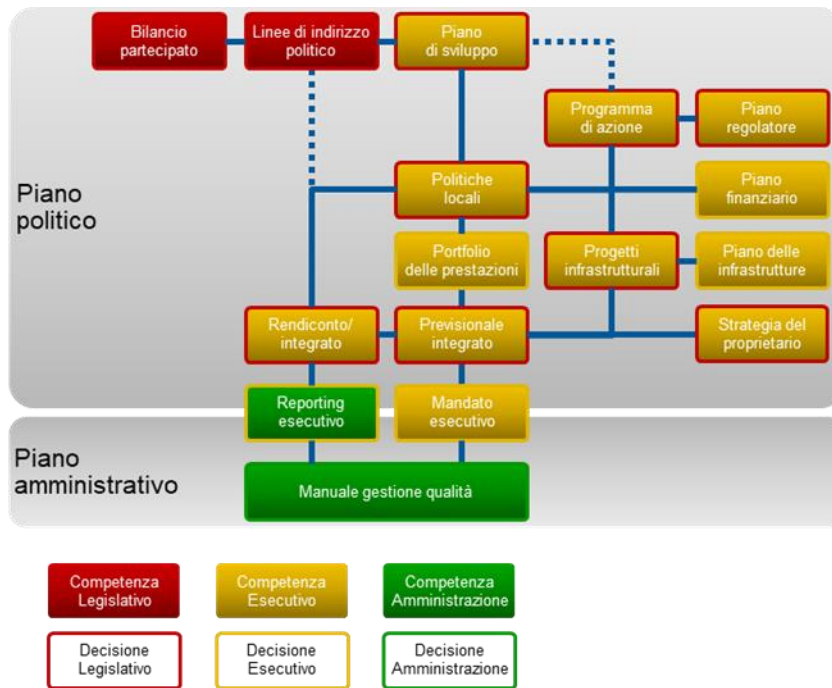 Bilancio
partecipato
Linee di indirizzo
politico
Piano
di sviluppo
Programma
di azione
Piano
regolatore
Piano
politico
Politiche
locali
Piano
finanziario
Portfolio
delle prestazioni
Progetti
infrastrutturali
Piano delle
infrastrutture
Rendiconto/
integrato
Previsionale
integrato
Strategia del
proprietario
Reporting
esecutivo
Mandato
esecutivo
Piano
amministrativo
Manuale gestione qualità
Competenza
Legislativo
Competenza
Esecutivo
Competenza
Amministrazione
Decisione
Legislativo
Decisione
Esecutivo
Decisione
Amministrazione